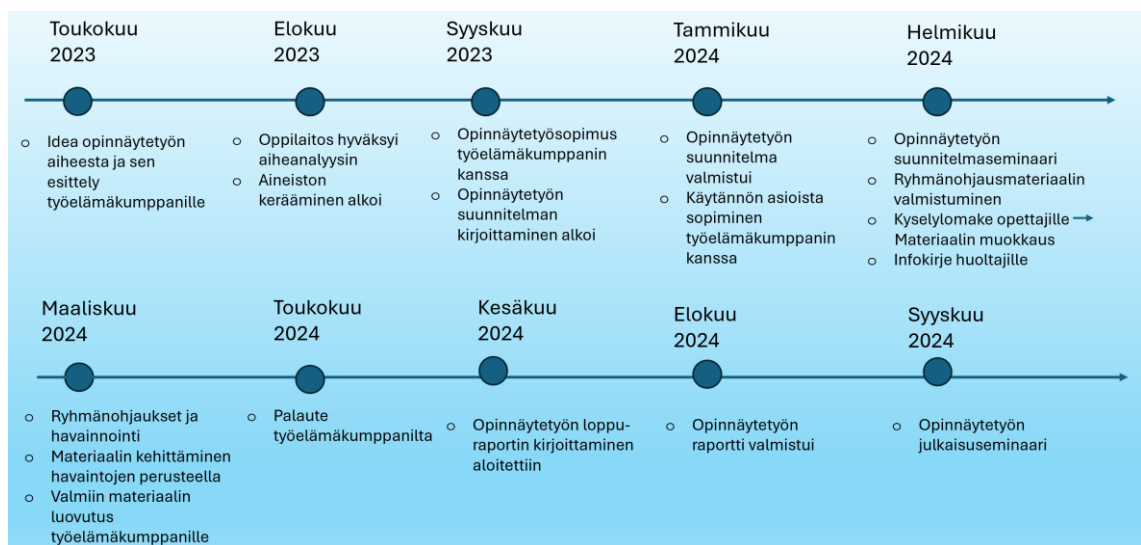 Toukokuu
2023
Elokuu
2023
Syyskuu
2023
Tammikuu
2024
Helmikuu
2024
o Idea opinnäytetyön
aiheesta ja sen
esittely
työelämäkumppanille
o Oppilaitos hyväksyi
aiheanalyysin
o Aineiston
kerääminen alkoi
o Opinnäytetyösopimus
työelämäkumppanin
kanssa
o Opinnäytetyön
suunnitelman
kirjoittaminen alkoi
o Opinnäytetyön
suunnitelma
valmistui
o Käytännön asioista
sopiminen
työelämäkumppanin
kanssa
o Opinnäytetyön
suunnitelmaseminaari
o Ryhmänohjausmateriaalin
valmistuminen
o Kyselylomake opettajille →
Materiaalin muokkaus
o Infokirje huoltajille
Maaliskuu
2024
Toukokuu
2024
Kesäkuu
2024
Elokuu
2024
Syyskuu
2024
o Ryhmänohjaukset ja
havainnointi
o Materiaalin kehittäminen
havaintojen perusteella
o Valmiin materiaalin
luovutus
työelämäkumppanille
o Palaute
työelämäkumppanilta
o Opinnäytetyön loppu-
raportin kirjoittaminen
aloitettiin
o Opinnäytetyön
raportti valmistui
o Opinnäytetyön
julkaisuseminaari